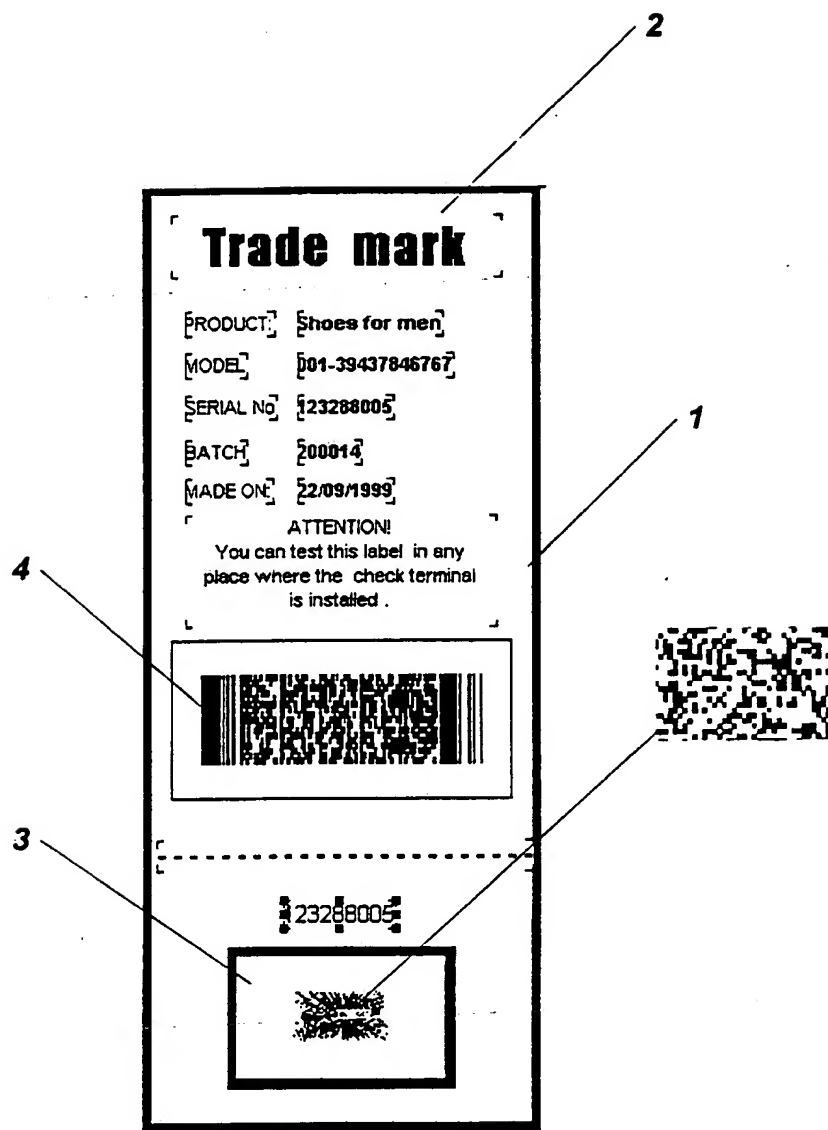 2
Trade mark
PRODUCT: Shoes for men
MODEL 001-39437846767
SERIAL No 123288005
1
BATCH 200014
MADE ON: 22/09/1999
ATTENTION!
4
You can test this label in any
place where the check terminal
is installed .
3
123288005